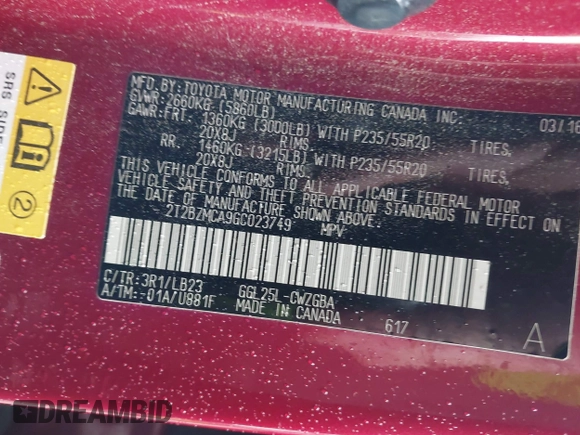 MFD.BY:TOYOTA MOTOR MANUFACTURING CANADA INC.
03/16
GVWR:2660KG (5860LB)
GAWR:FRT. 1360KG (3000LB) WITH P235/55R20 TIRES,
20X8J RIMS
RR. 1460KG (3215LB) WITH P235/55R20 TIRES,
20X8J RIMS.
THIS VEHICLE CONFORMS TO ALL APPLICABLE FEDERAL MOTOR
VEHICLE SAFETY AND THEFT PREVENTION STANDARDS IN EFFECT ON
THE DATE OF MANUFACTURE SHOWN ABOVE.
2T2BZMCA9GC023749 MPV
C/TR:3R1/LB23 GGL25L-CWZGBA
A/TM:-01A/U881F MADE IN CANADA
617
A
SRS SIDE
2
DREAMBID